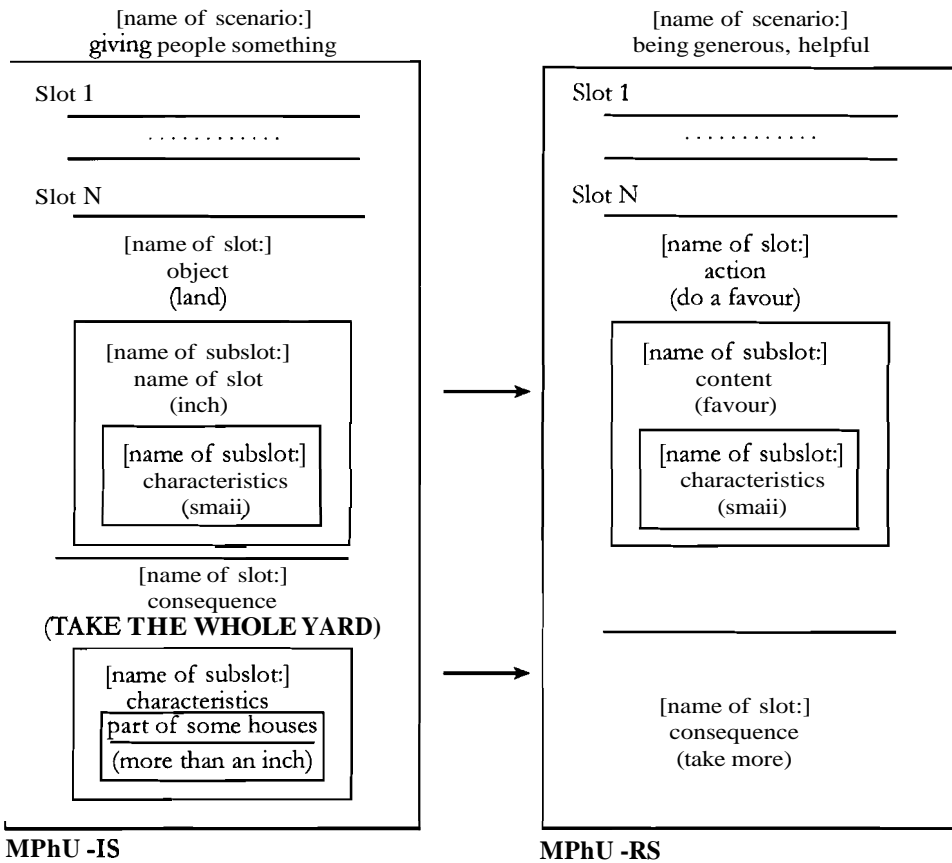 [name of scenario:]
giving people something
Slot 1
. . . . . . . . . . . .
Slot N
[name of slot:]
object
(land)
[name of subslot:]
name of slot
(inch)
[name of subslot:]
characteristics
(smaii)
[name of slot:]
consequence
(TAKE THE WHOLE YARD)
[name of subslot:]
characteristics
part of some houses
(more than an inch)
MPhU -IS
[name of scenario:]
being generous, helpful
Slot 1
. . . . . . . . . . . .
Slot N
[name of slot:]
action
(do a favour)
[name of subslot:]
content
(favour)
[name of subslot:]
characteristics
(smaii)
[name of slot:]
consequence
(take more)
MPhU -RS